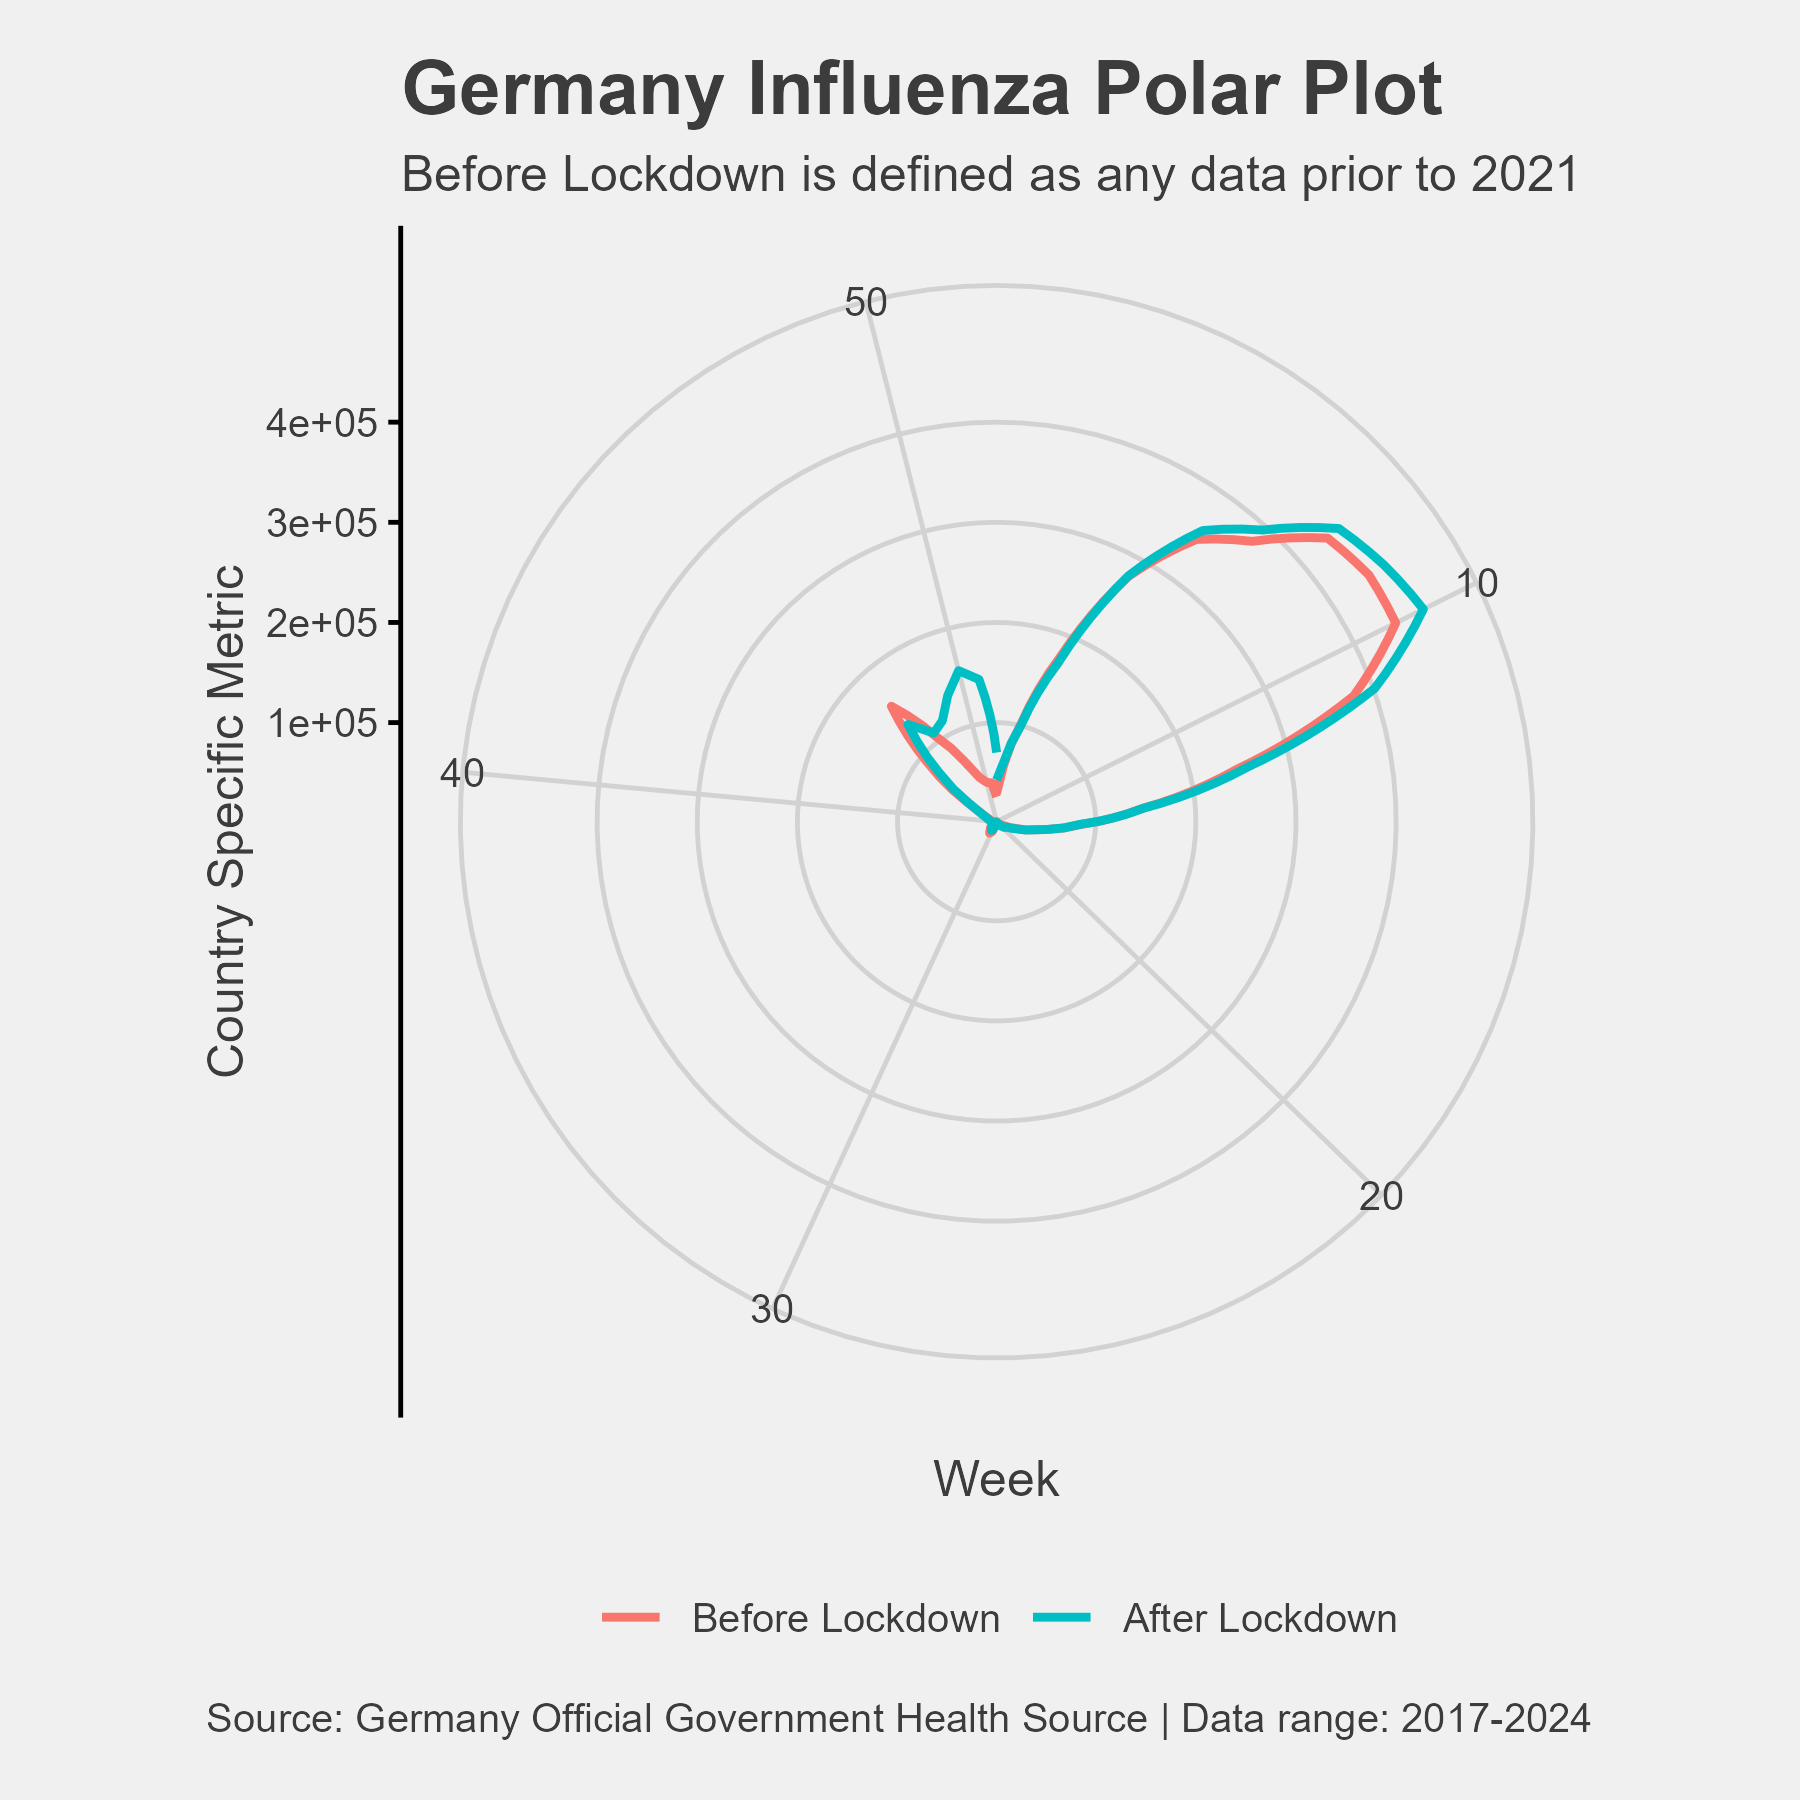 Germany Influenza Polar Plot
Before Lockdown is defined as any data prior to 2021
50
4e+05
3e+05
10
2e+05
1e+05
40
Country Specific Metric
20
30
Week
Before Lockdown
After Lockdown
Source: Germany Official Government Health Source | Data range: 2017-2024